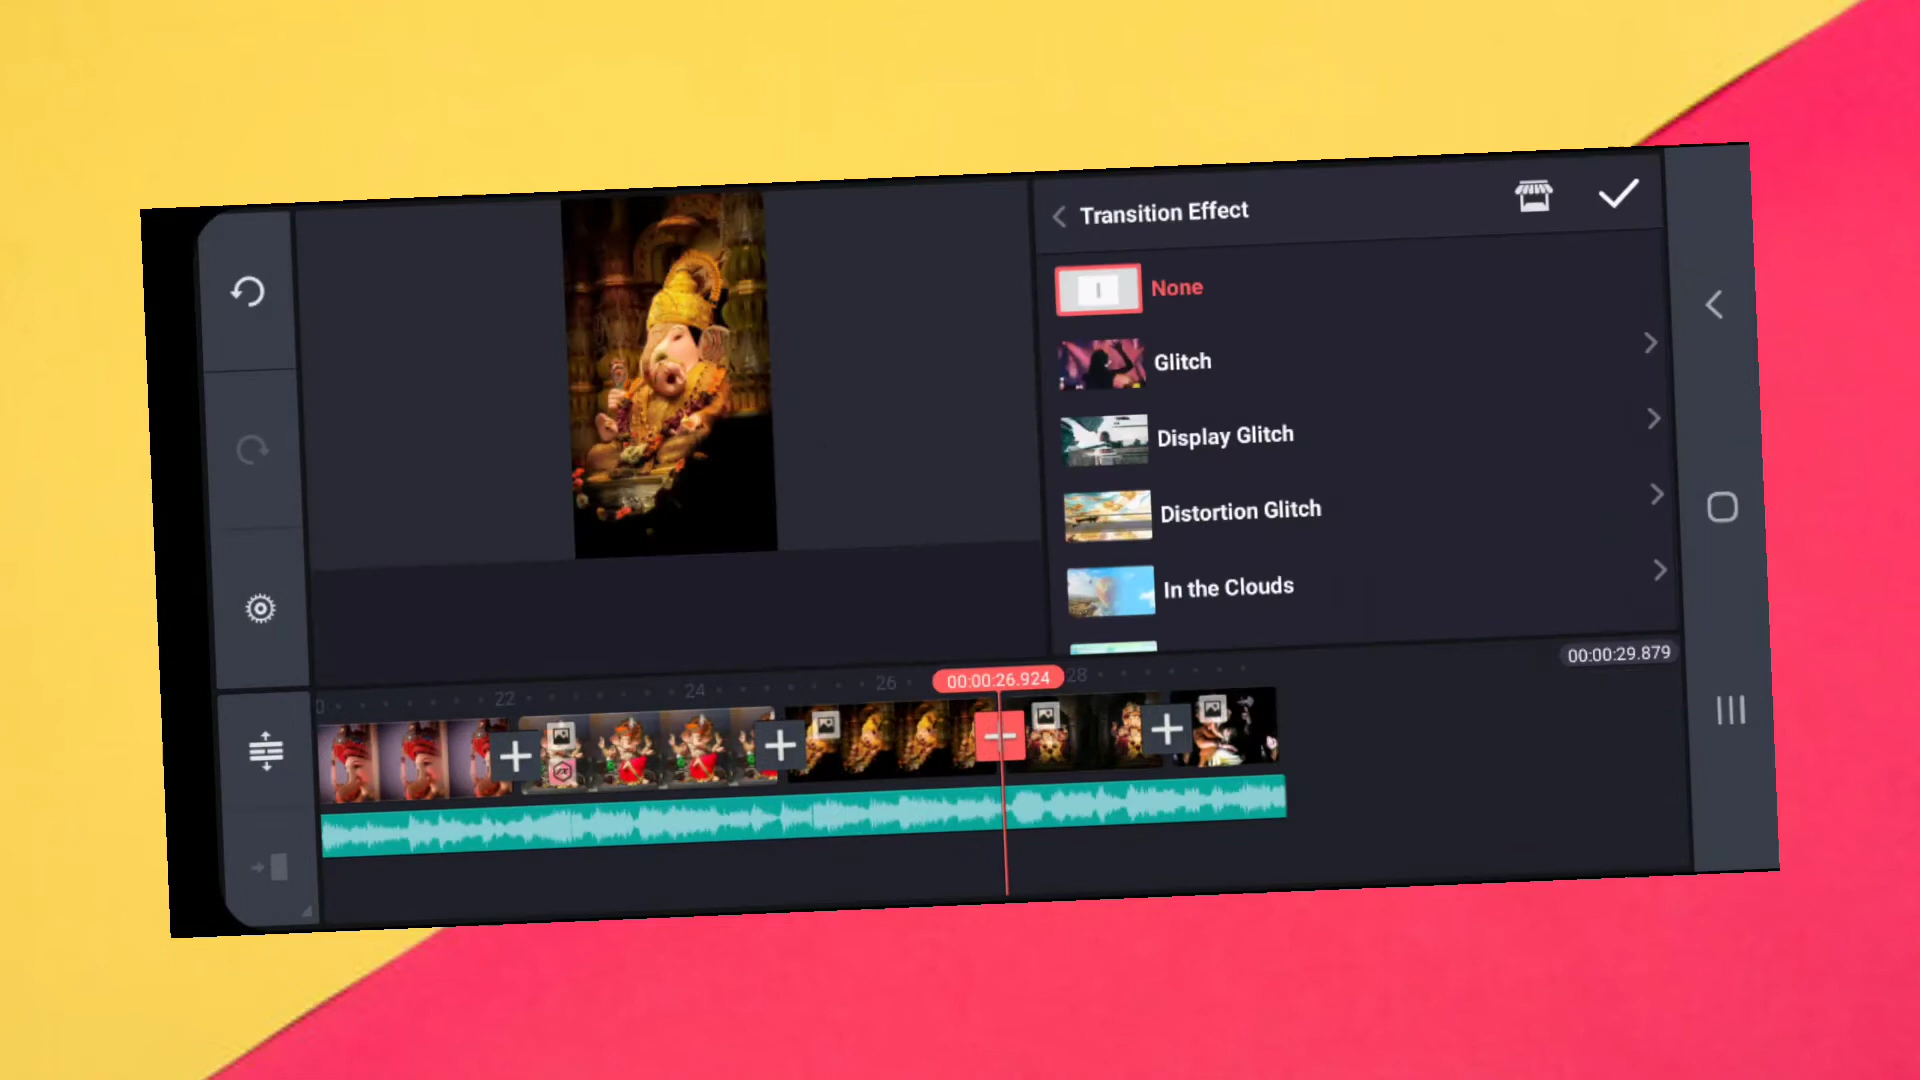 Transition Effect
None
Glitch
Display Glitch
Distortion Glitch
In the Clouds
00:00:29.879
22 24 26 00:00:26.924 28